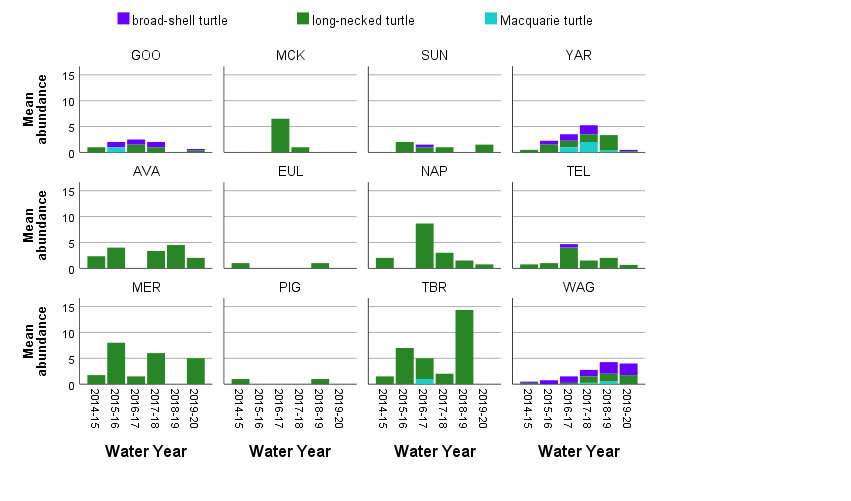 broad-shell turtle long-necked turtle Macquarie turtle
GOO MCK SUN YAR
Mean abundance
15
10
5
0
AVA EUL NAP TEL
Mean abundance
15
10
5
0
MER PIG TBR WAG
Mean abundance
15
10
5
0
2014-15 2015-16 2016-17 2017-18 2018-19 2019-20 2014-15 2015-16 2016-17 2017-18 2018-19 2019-20 2014-15 2015-16 2016-17 2017-18 2018-19 2019-20 2014-15 2015-16 2016-17 2017-18 2018-19 2019-20
Water Year Water Year Water Year Water Year